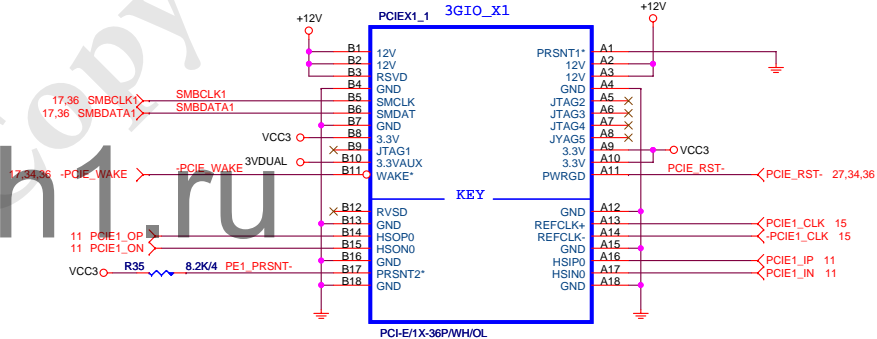 3GIO_X1
PCIEX1_1
+12V
+12V
B1 12V PRSNT1* A1
B2 12V 12V A2
B3 RSVD 12V A3
B4 GND GND A4
17,36 SMBCLK1 SMBCLK1 B5 SMCLK JTAG2 A5
17,36 SMBDATA1 SMBDATA1 B6 SMDAT JTAG3 A6
B7 GND JTAG4 A7
VCC3 B8 3.3V JYAG5 A8
B9 JTAG1 3.3V A9 VCC3
3VDUAL B10 3.3VAUX 3.3V A10
17,34,36 -PCIE_WAKE -PCIE_WAKE B11 WAKE* PWRGD A11 PCIE_RST- PCIE_RST- 27,34,36
KEY
B12 RVSD GND A12
B13 GND REFCLK+ A13 PCIE1_CLK 15
11 PCIE1_OP B14 HSOP0 REFCLK- A14 -PCIE1_CLK 15
11 PCIE1_ON B15 HSON0 GND A15
B16 GND HSIP0 A16 PCIE1_IP 11
VCC3 R35 8.2K/4 PE1_PRSNT- B17 PRSNT2* HSIN0 A17 PCIE1_IN 11
B18 GND GND A18
PCI-E/1X-36P/WH/OL
Copy
h1.ru